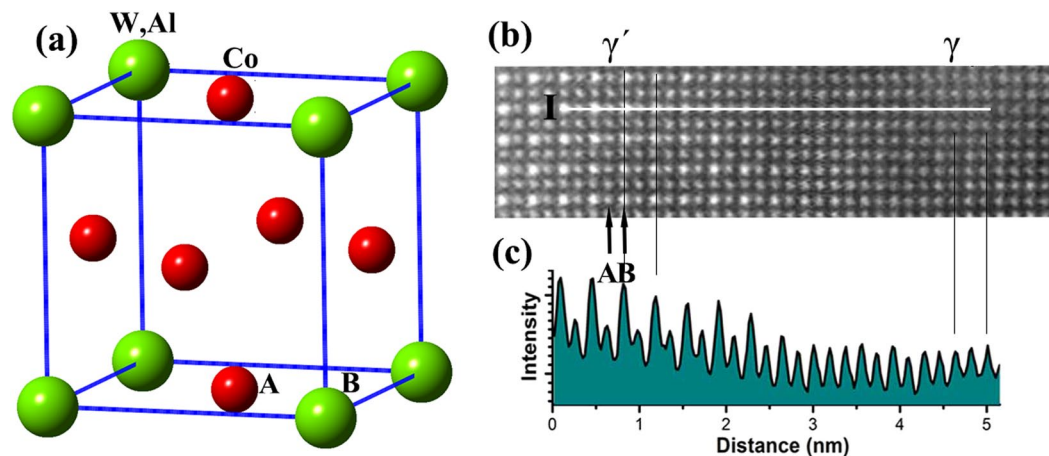 (a)
W,Al
Co
A
B
(b)
γ´
γ
I
AB
(c)
Intensity
0 1 2 3 4 5
Distance (nm)